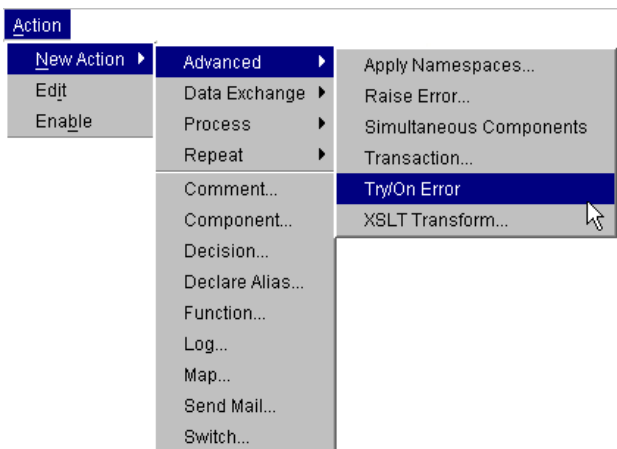 Action
New Action
Edit
Enable
Advanced
Data Exchange
Process
Repeat
Comment...
Component...
Decision...
Declare Alias...
Function...
Log...
Map...
Send Mail...
Switch...
Apply Namespaces...
Raise Error...
Simultaneous Components
Transaction...
Try/On Error
XSLT Transform...